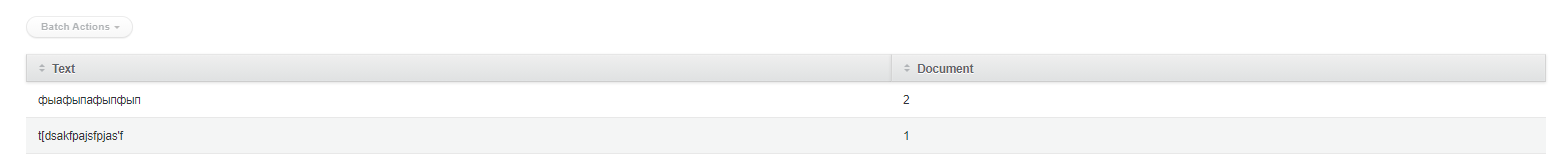 Batch Actions
Text Document
фыафыпафыпфып 2
t[dsakfpajsfpjas'f 1